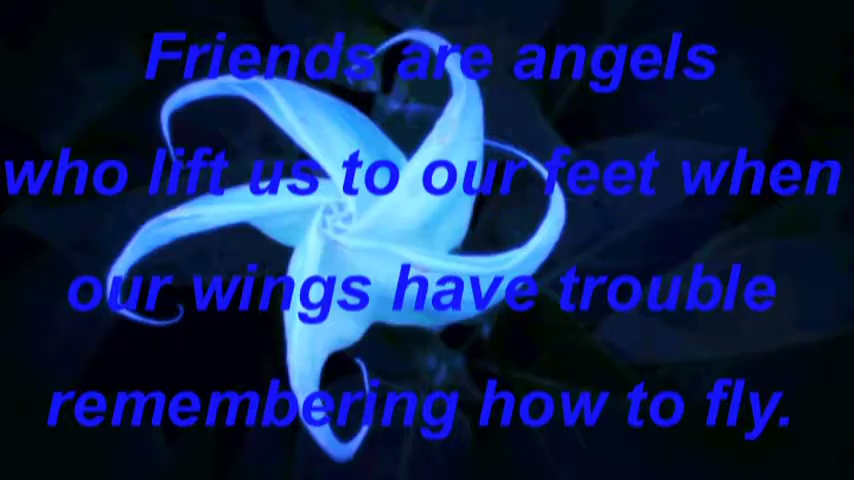 Friends are angels
who lift us to our feet when
our wings have trouble
remembering how to fly.